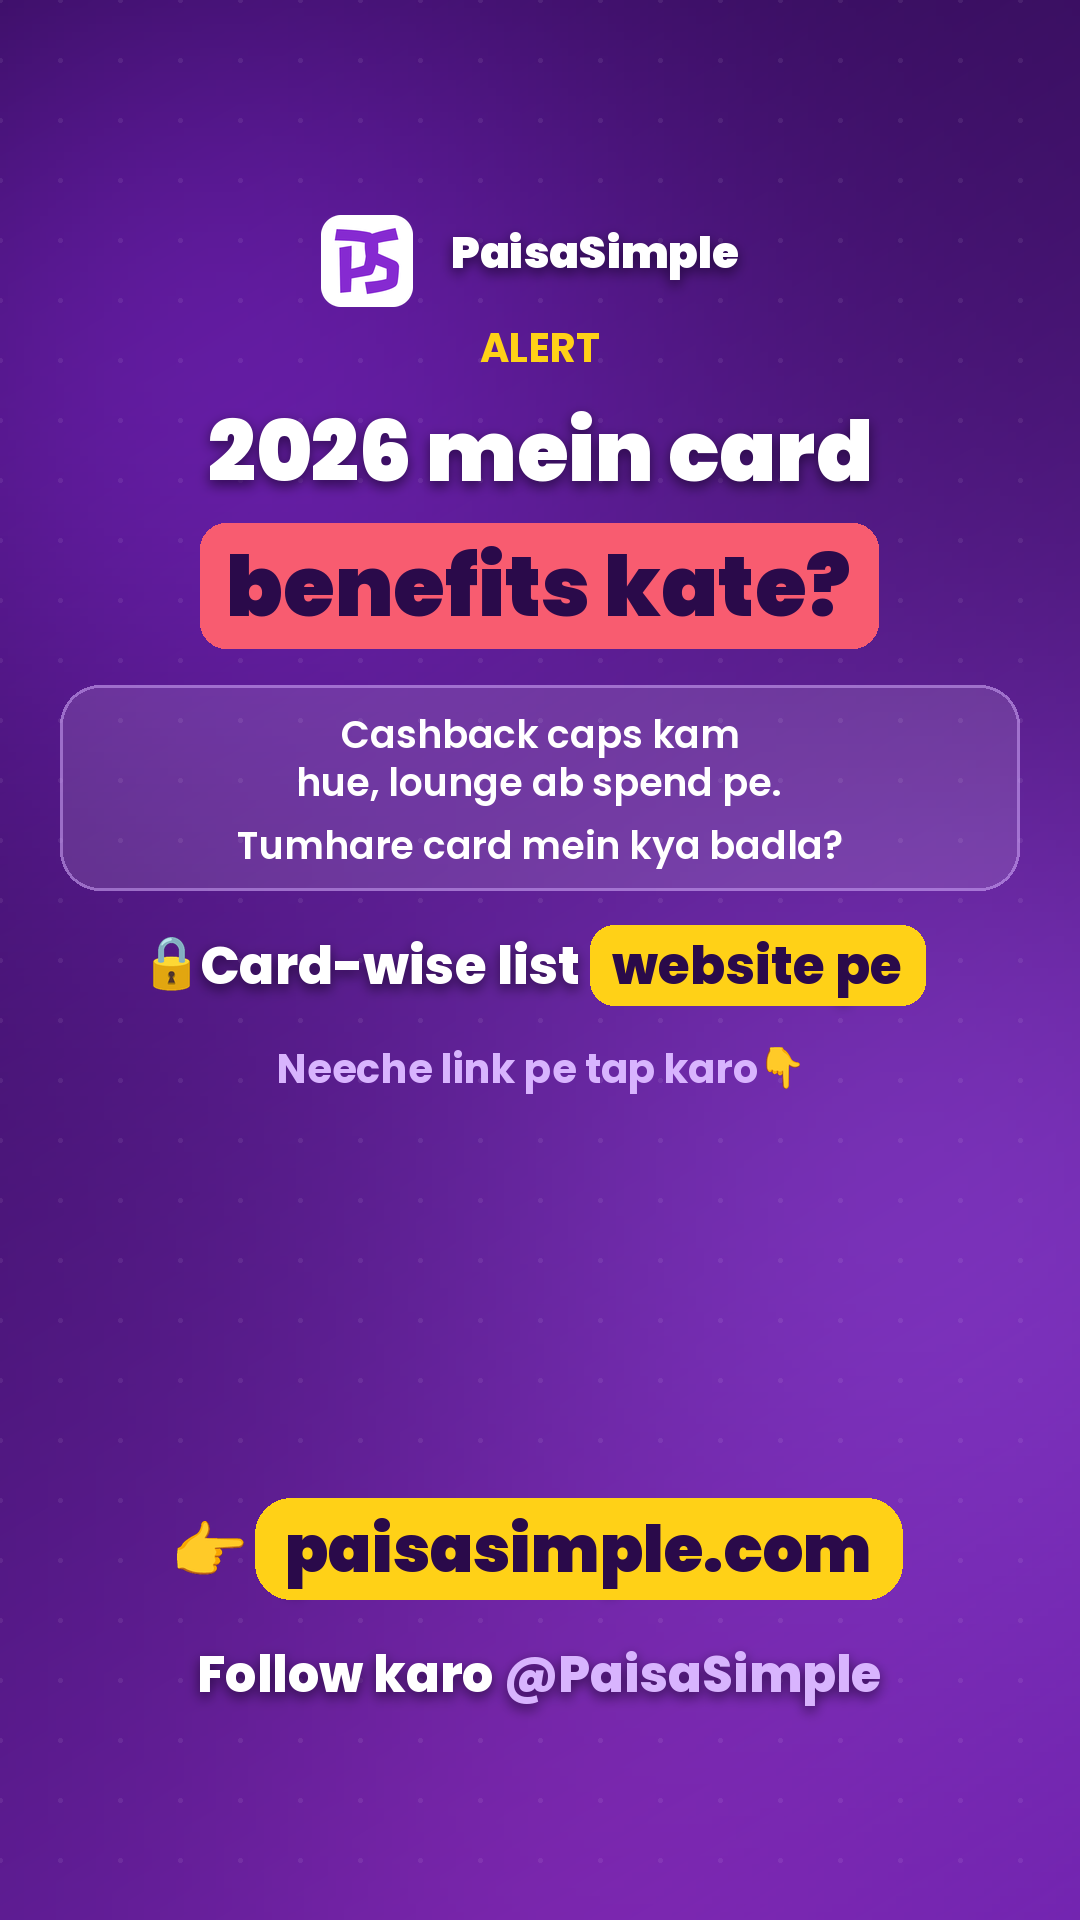 PS PaisaSimple
ALERT
2026 mein card
benefits kate?
Cashback caps kam
hue, lounge ab spend pe.
Tumhare card mein kya badla?
🔒Card-wise list website pe
Neeche link pe tap karo👇
👉 paisasimple.com
Follow karo @PaisaSimple